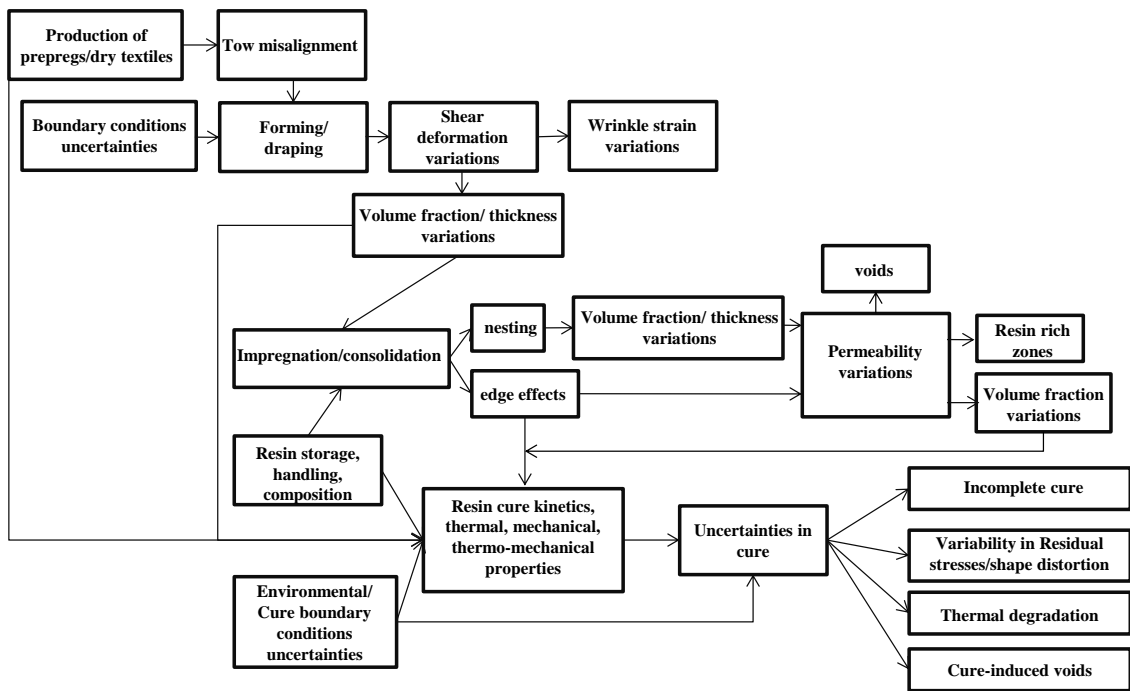 Production of
prepregs/dry textiles
Tow misalignment
Boundary conditions
uncertainties
Forming/
draping
Shear
deformation
variations
Wrinkle strain
variations
Volume fraction/ thickness
variations
voids
nesting
Volume fraction/ thickness
variations
Impregnation/consolidation
Permeability
variations
Resin rich
zones
edge effects
Volume fraction
variations
Resin storage,
handling,
composition
Resin cure kinetics,
thermal, mechanical,
thermo-mechanical
properties
Uncertainties in
cure
Incomplete cure
Variability in Residual
stresses/shape distortion
Environmental/
Cure boundary
conditions
uncertainties
Thermal degradation
Cure-induced voids